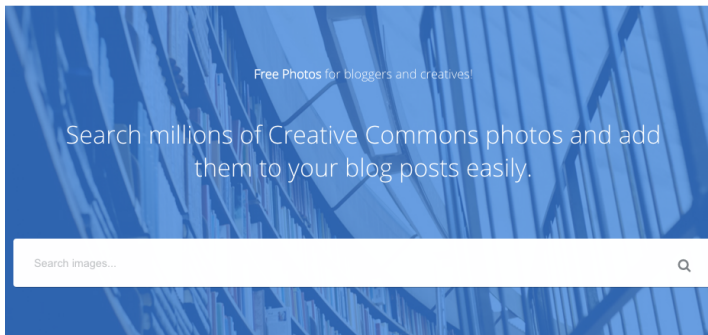 Free Photos for bloggers and creatives!
Search millions of Creative Commons photos and add
them to your blog posts easily.
Search images...